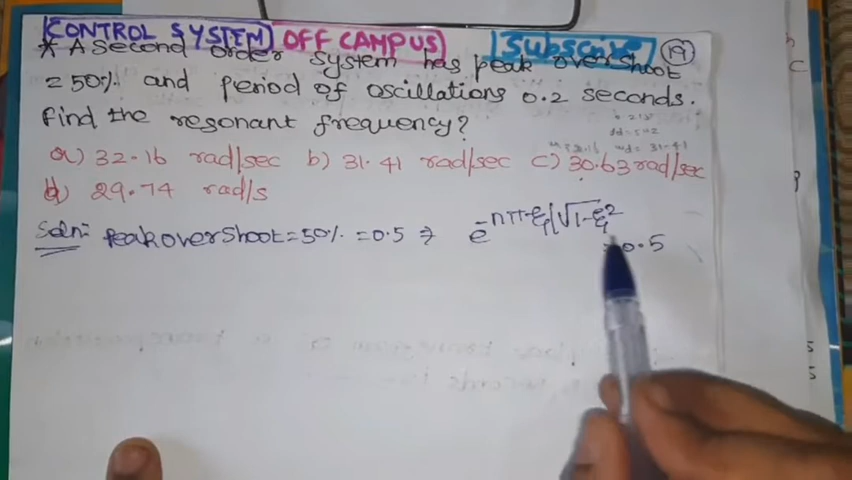 CONTROL SYSTEM OFF CAMPUS Subscribe
* A second order system has peak overshoot 19
= 50% and period of oscillations 0.2 seconds.
find the resonant frequency?
a) 32.16 rad/sec b) 31.41 rad/sec c) 30.63 rad/sec
d) 29.74 rad/s
Soln: Peak overshoot = 50% = 0.5 ⇒ e^-nπξ/√1-ξ²
= 0.5